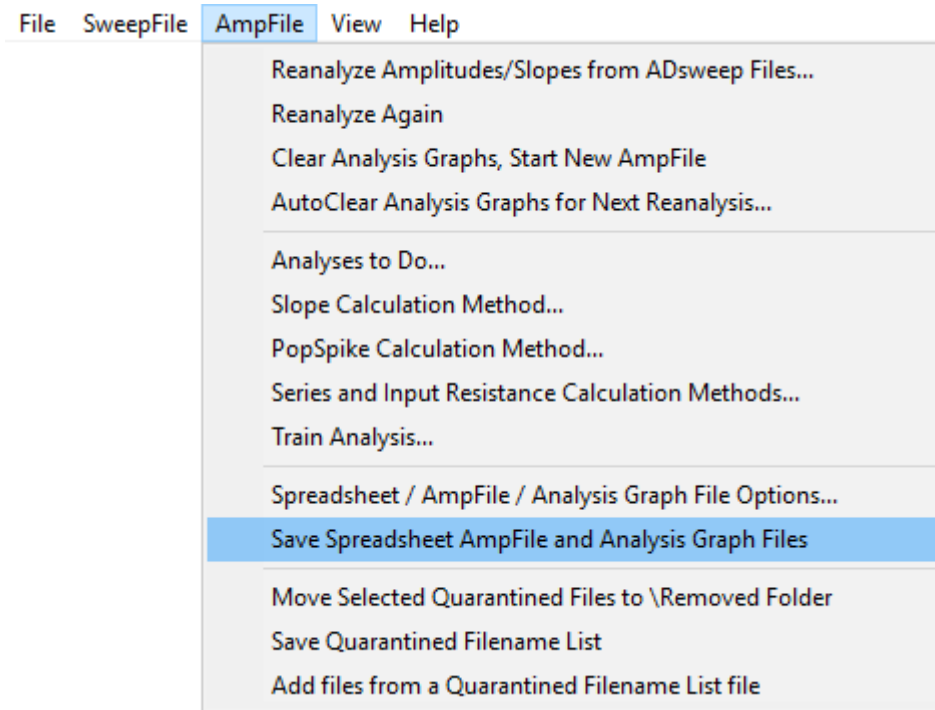 File SweepFile AmpFile View Help
Reanalyze Amplitudes/Slopes from ADsweep Files...
Reanalyze Again
Clear Analysis Graphs, Start New AmpFile
AutoClear Analysis Graphs for Next Reanalysis...
Analyses to Do...
Slope Calculation Method...
PopSpike Calculation Method...
Series and Input Resistance Calculation Methods...
Train Analysis...
Spreadsheet / AmpFile / Analysis Graph File Options...
Save Spreadsheet AmpFile and Analysis Graph Files
Move Selected Quarantined Files to \Removed Folder
Save Quarantined Filename List
Add files from a Quarantined Filename List file